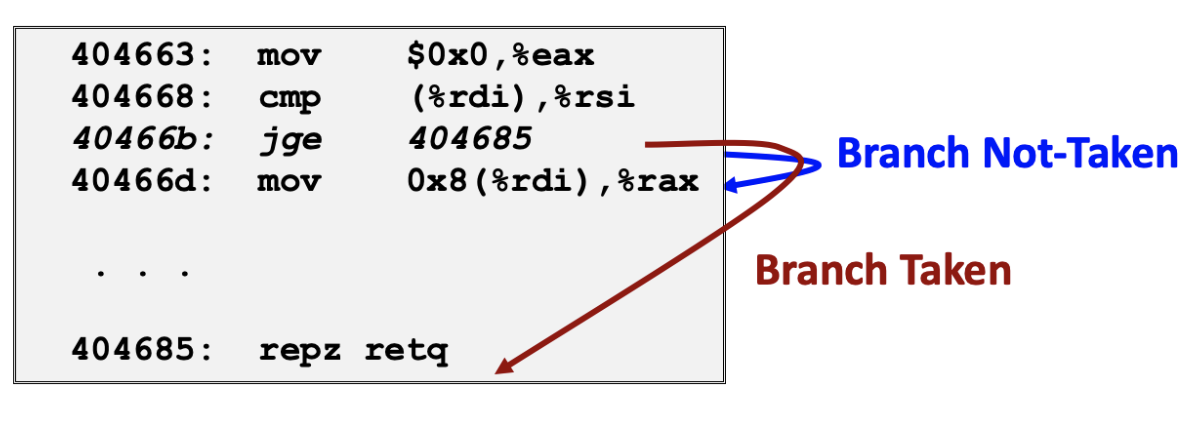 404663: mov $0x0,%eax
404668: cmp (%rdi),%rsi
40466b: jge 404685
40466d: mov 0x8(%rdi),%rax
. . .
404685: repz retq
Branch Not-Taken
Branch Taken